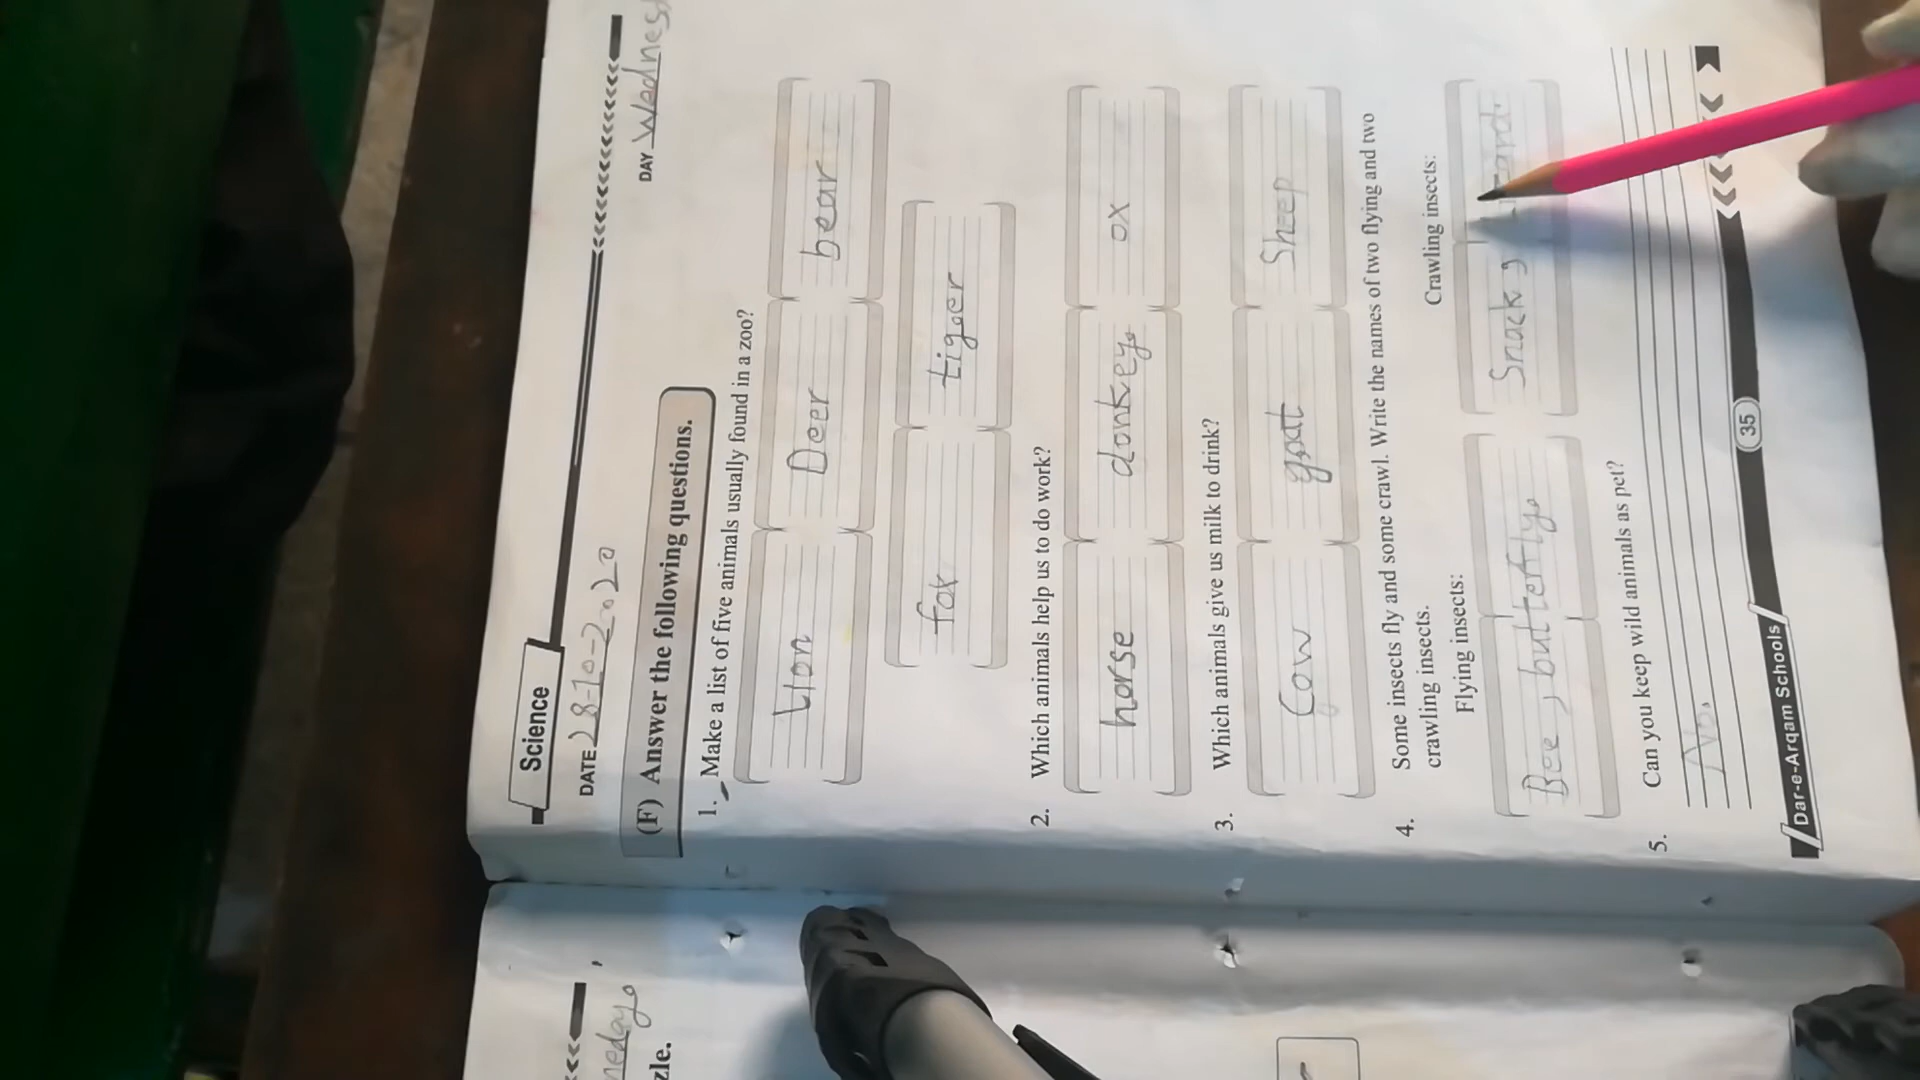 Science
DATE 28-10-2020 DAY Wednes
(F) Answer the following questions.
1. Make a list of five animals usually found in a zoo?
Lion Deer bear
fox tiger
2. Which animals help us to do work?
horse donkey ox
3. Which animals give us milk to drink?
Cow goat Sheep
4. Some insects fly and some crawl. Write the names of two flying and two
crawling insects.
Flying insects: Crawling insects:
Bee, butterfly Snack,
5. Can you keep wild animals as pet?
No.
Dar-e-Arqam Schools 35
neday
zle.